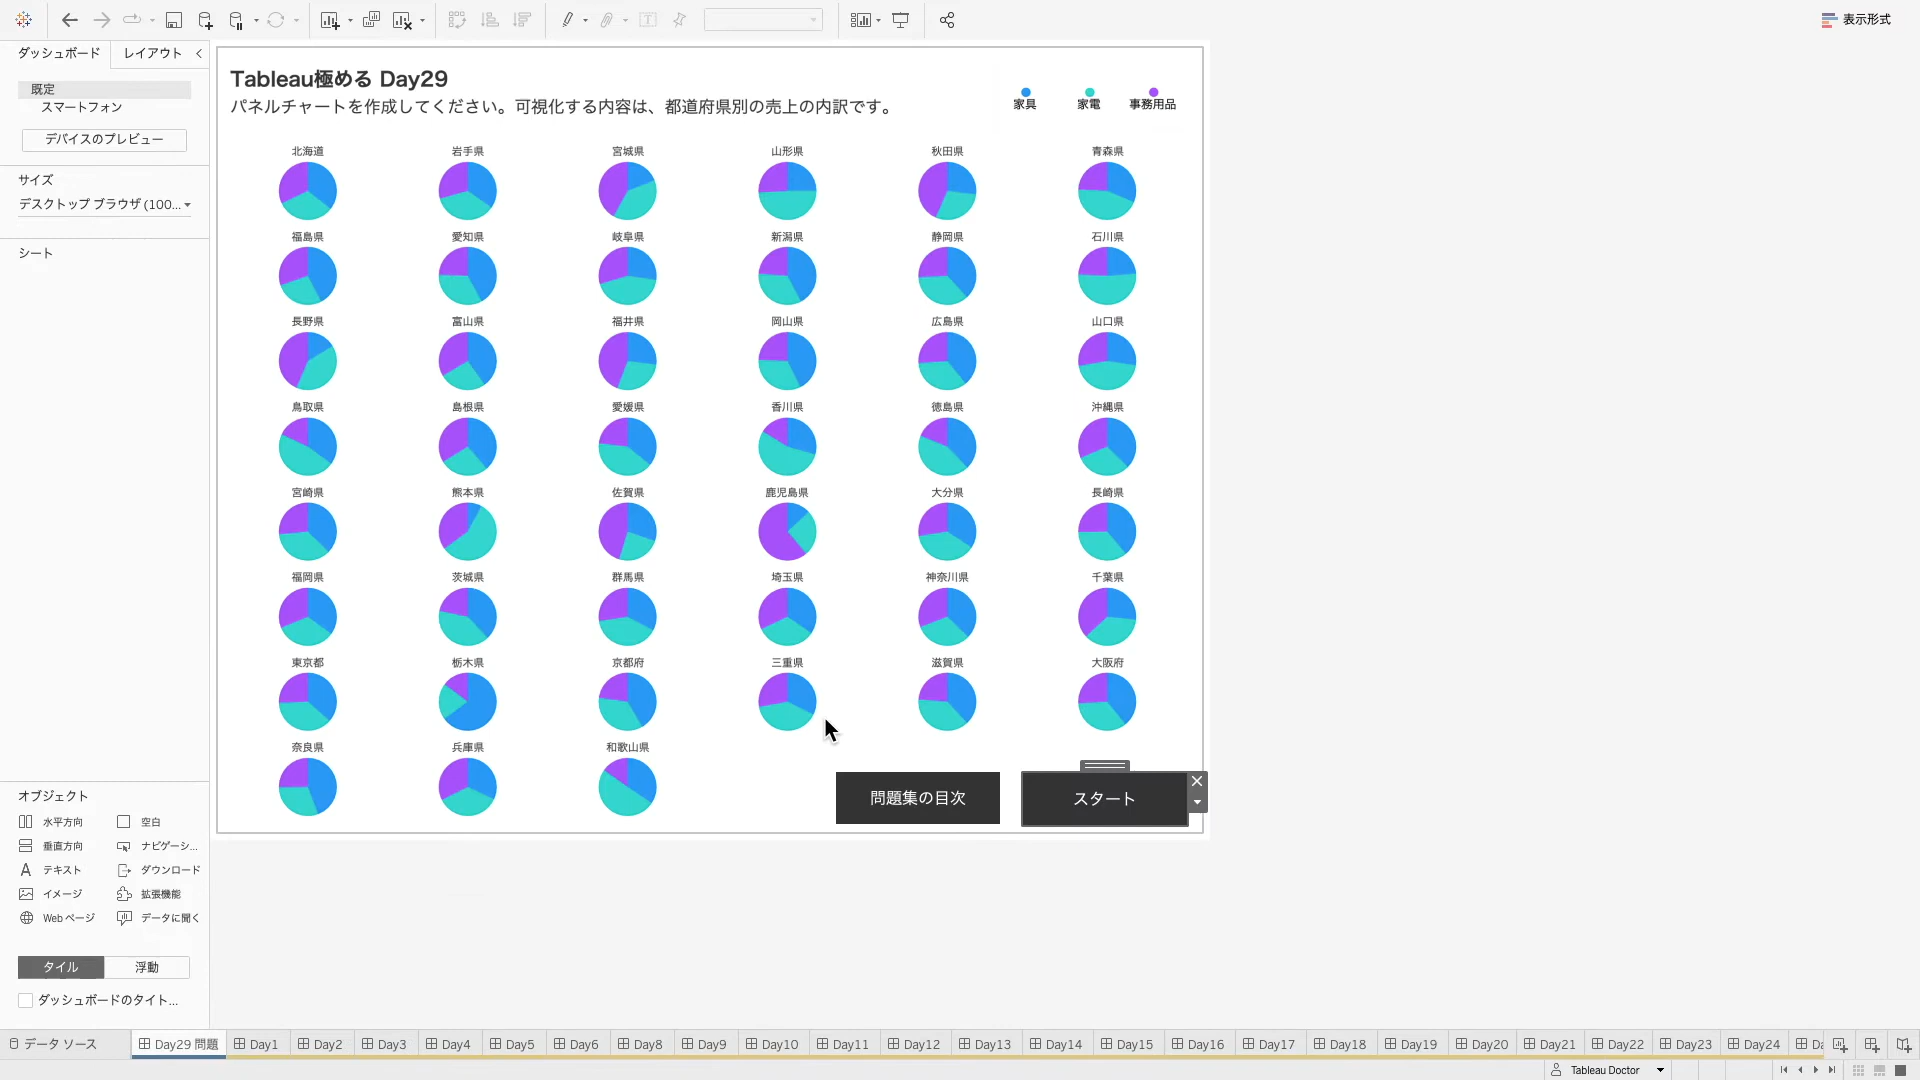 表示形式
ダッシュボード
レイアウト
既定
スマートフォン
デバイスのプレビュー
サイズ
デスクトップ ブラウザ (100...
シート
Tableau極める Day29
パネルチャートを作成してください。可視化する内容は、都道府県別の売上の内訳です。
家具 家電 事務用品
北海道 岩手県 宮城県 山形県 秋田県 青森県
福島県 愛知県 岐阜県 新潟県 静岡県 石川県
長野県 富山県 福井県 岡山県 広島県 山口県
鳥取県 島根県 愛媛県 香川県 徳島県 沖縄県
宮崎県 熊本県 佐賀県 鹿児島県 大分県 長崎県
福岡県 茨城県 群馬県 埼玉県 神奈川県 千葉県
東京都 栃木県 京都府 三重県 滋賀県 大阪府
奈良県 兵庫県 和歌山県
問題集の目次 スタート
オブジェクト
水平方向 空白
垂直方向 ナビゲーシ...
テキスト ダウンロード
イメージ 拡張機能
Web ページ データに聞く
タイル 浮動
ダッシュボードのタイト...
データ ソース Day29 問題 Day1 Day2 Day3 Day4 Day5 Day6 Day8 Day9 Day10 Day11 Day12 Day13 Day14 Day15 Day16 Day17 Day18 Day19 Day20 Day21 Day22 Day23 Day24
Tableau Doctor